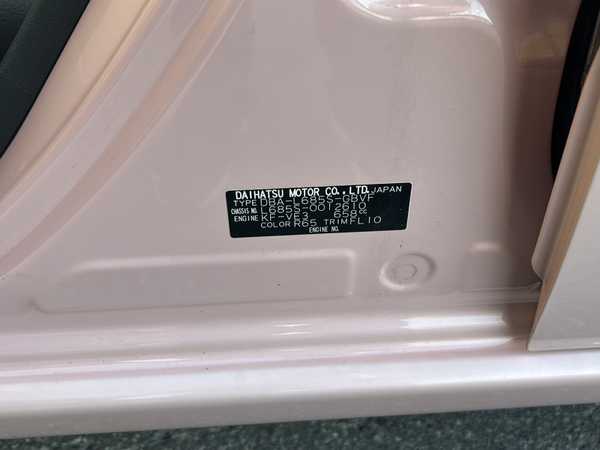 DAIHATSU MOTOR CO., LTD. JAPAN
TYPE DBA-L685S-GBVF
CHASSIS NO. L685S-0012610
ENGINE KF-VE3 658cc
COLOR R65 TRIM FL10
ENGINE NO.